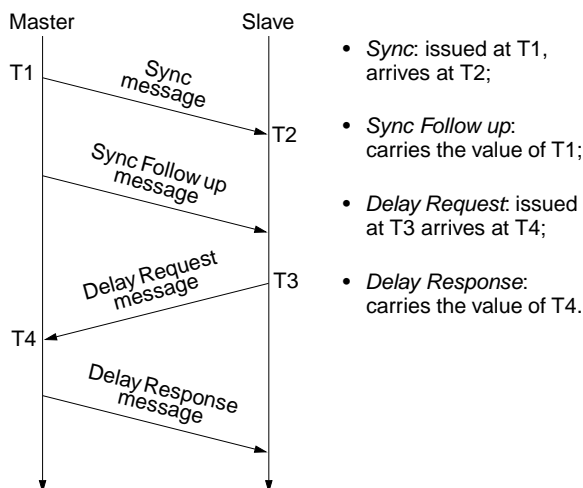 Master
Slave
T1
Sync
message
T2
Sync Follow up
message
Delay Request
message
T3
T4
Delay Response
message
• Sync: issued at T1,
arrives at T2;
• Sync Follow up:
carries the value of T1;
• Delay Request: issued
at T3 arrives at T4;
• Delay Response:
carries the value of T4.